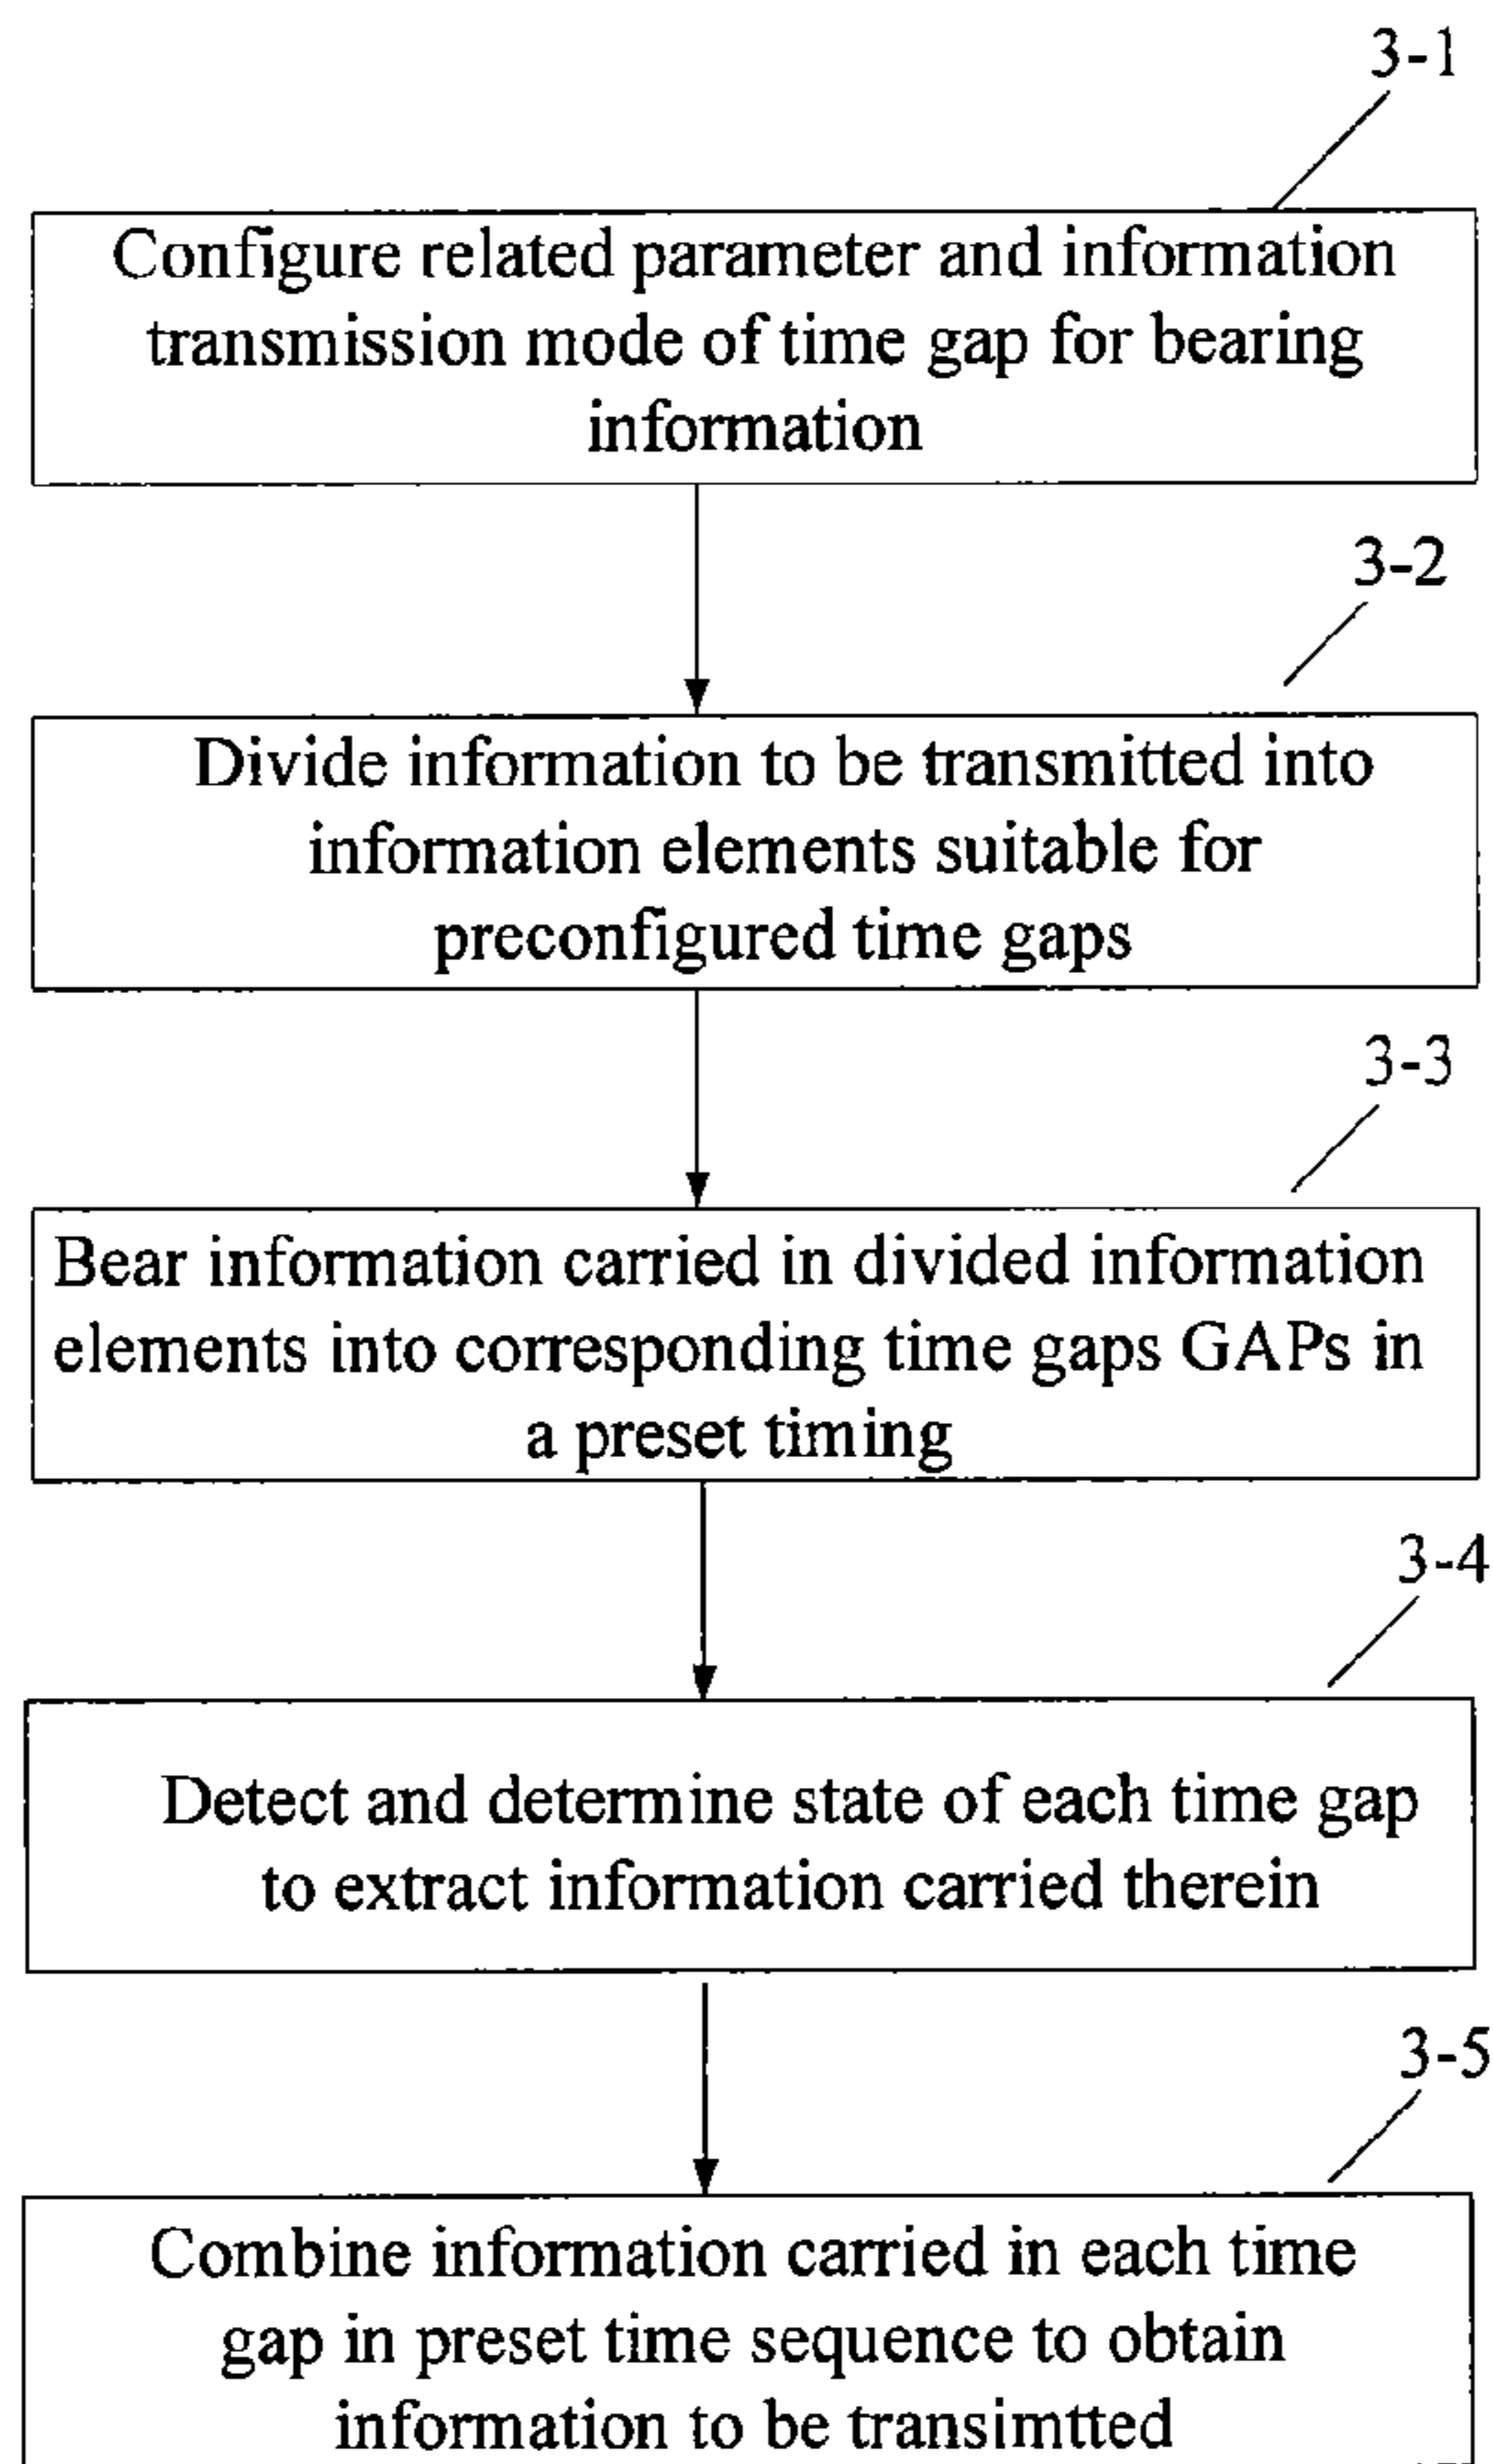 3-1
Configure related parameter and information
transmission mode of time gap for bearing
information
3-2
Divide information to be transmitted into
information elements suitable for
preconfigured time gaps
3-3
Bear information carried in divided information
elements into corresponding time gaps GAPs in
a preset timing
3-4
Detect and determine state of each time gap
to extract information carried therein
3-5
Combine information carried in each time
gap in preset time sequence to obtain
information to be transimtted